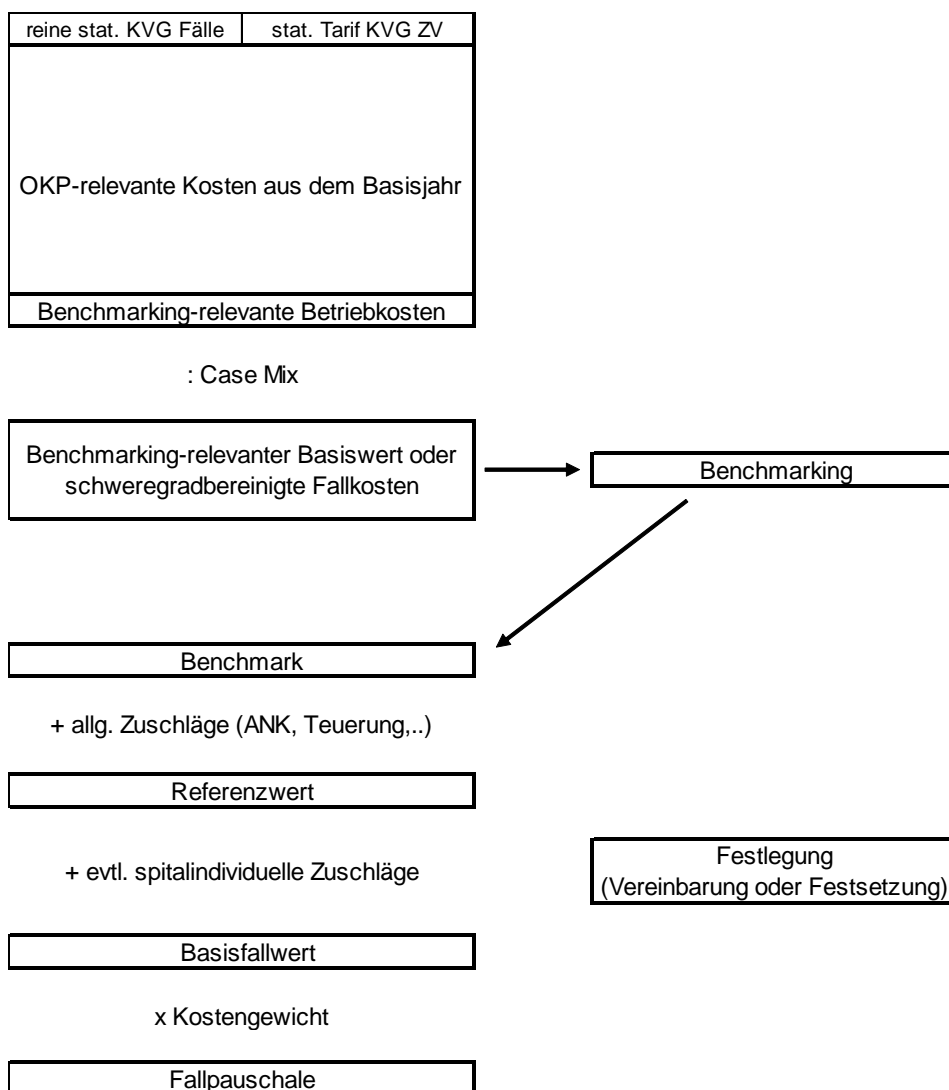 reine stat. KVG Fälle
stat. Tarif KVG ZV
OKP-relevante Kosten aus dem Basisjahr
Benchmarking-relevante Betriebkosten
: Case Mix
Benchmarking-relevanter Basiswert oder
schweregradbereinigte Fallkosten
Benchmarking
Benchmark
+ allg. Zuschläge (ANK, Teuerung,..)
Referenzwert
+ evtl. spitalindividuelle Zuschläge
Festlegung
(Vereinbarung oder Festsetzung)
Basisfallwert
x Kostengewicht
Fallpauschale